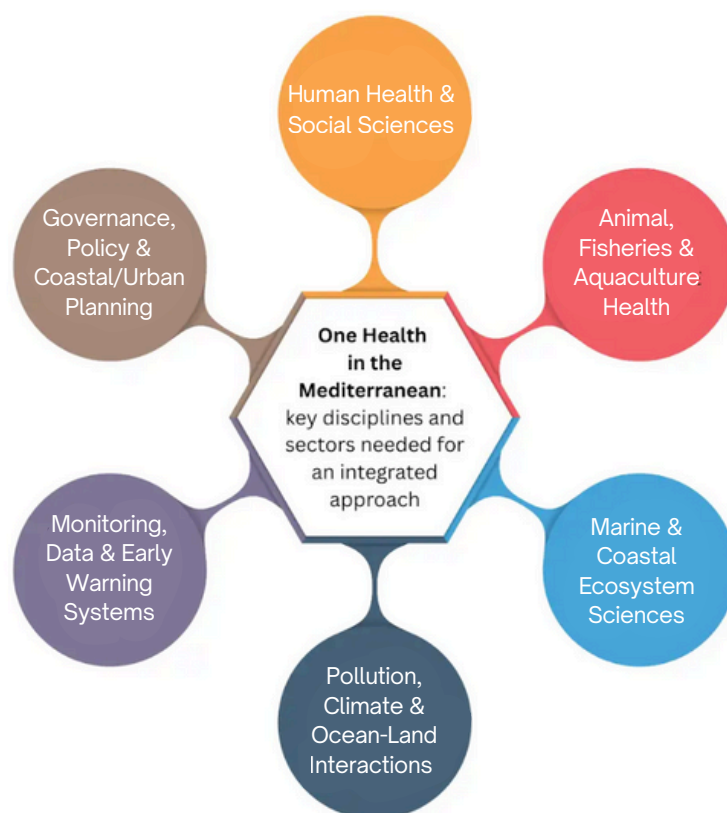 Human Health &
Social Sciences
Governance,
Policy &
Coastal/Urban
Planning
Animal,
Fisheries &
Aquaculture
Health
One Health
in the
Mediterranean:
key disciplines and
sectors needed for
an integrated
approach
Monitoring,
Data & Early
Warning
Systems
Marine &
Coastal
Ecosystem
Sciences
Pollution,
Climate &
Ocean-Land
Interactions